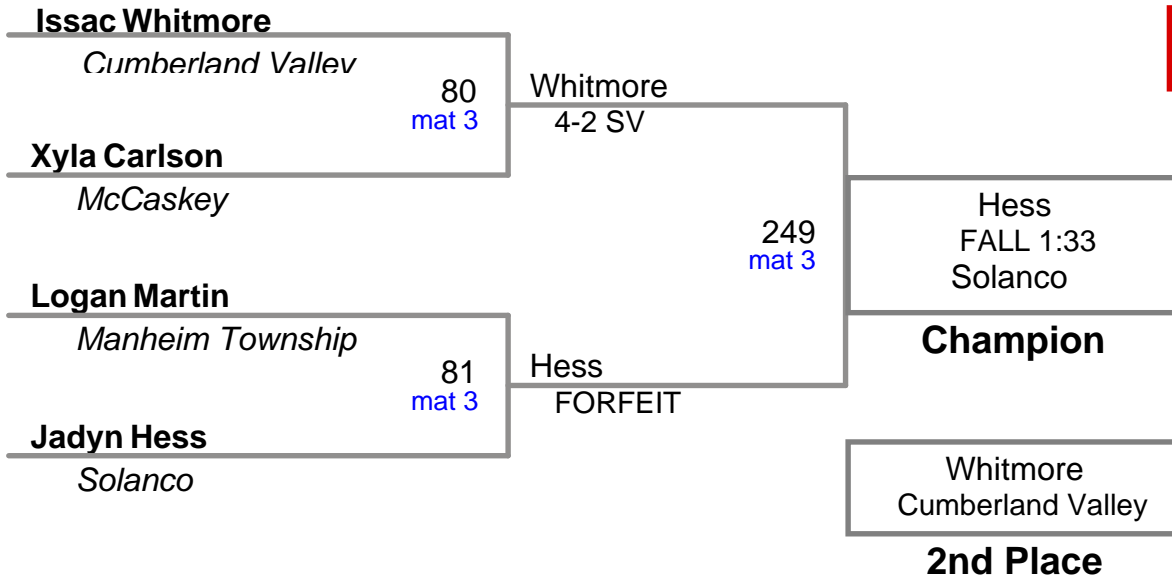 Issac Whitmore
Cumberland Valley
80
mat 3
Whitmore
4-2 SV
Xyla Carlson
McCaskey
249
mat 3
Hess
FALL 1:33
Solanco
Champion
Logan Martin
Manheim Township
81
mat 3
Hess
FORFEIT
Jadyn Hess
Solanco
Whitmore
Cumberland Valley
2nd Place